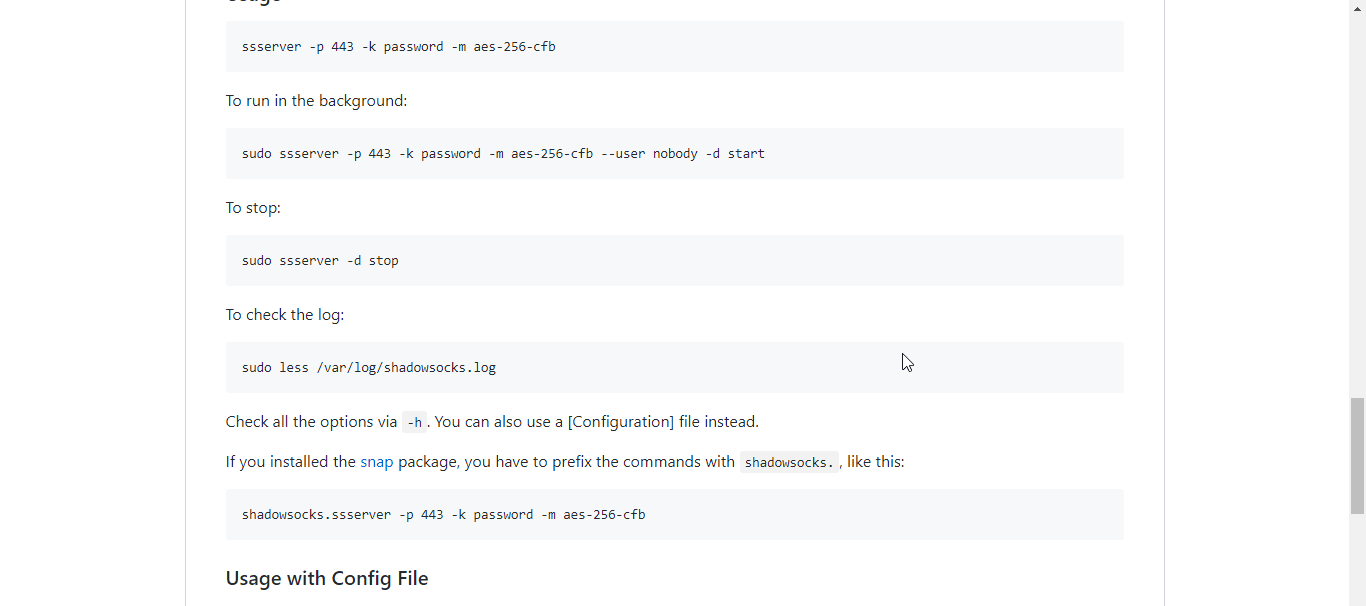 Usage
ssserver -p 443 -k password -m aes-256-cfb
To run in the background:
sudo ssserver -p 443 -k password -m aes-256-cfb --user nobody -d start
To stop:
sudo ssserver -d stop
To check the log:
sudo less /var/log/shadowsocks.log
Check all the options via -h. You can also use a [Configuration] file instead.
If you installed the snap package, you have to prefix the commands with shadowsocks., like this:
shadowsocks.ssserver -p 443 -k password -m aes-256-cfb
Usage with Config File